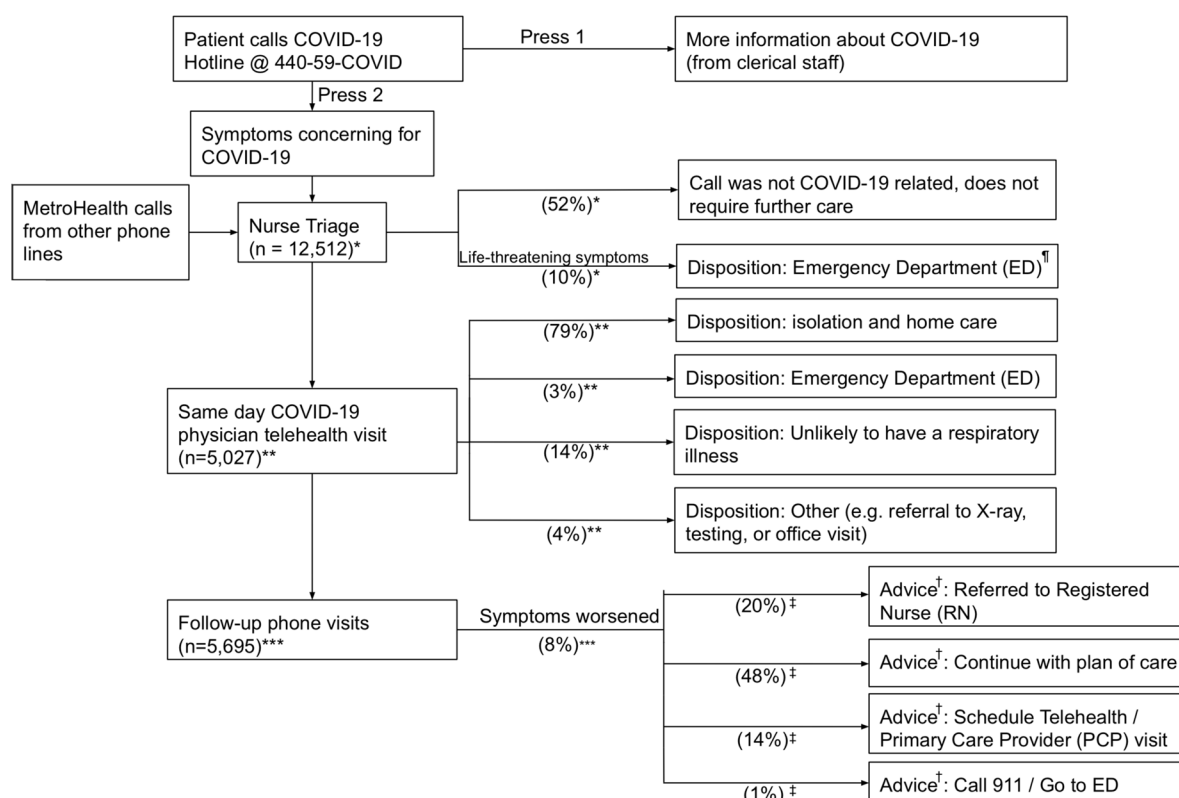 Patient calls COVID-19
Hotline @ 440-59-COVID
Press 1
More information about COVID-19
(from clerical staff)
Press 2
Symptoms concerning for
COVID-19
MetroHealth calls
from other phone
lines
Nurse Triage
(n = 12,512)*
(52%)*
Call was not COVID-19 related, does not
require further care
Life-threatening symptoms
(10%)*
Disposition: Emergency Department (ED)¶
(79%)**
Disposition: isolation and home care
(3%)**
Disposition: Emergency Department (ED)
Same day COVID-19
physician telehealth visit
(n=5,027)**
(14%)**
Disposition: Unlikely to have a respiratory
illness
(4%)**
Disposition: Other (e.g. referral to X-ray,
testing, or office visit)
Follow-up phone visits
(n=5,695)***
Symptoms worsened
(8%)***
(20%)‡
Advice†: Referred to Registered
Nurse (RN)
(48%)‡
Advice†: Continue with plan of care
(14%)‡
Advice†: Schedule Telehealth /
Primary Care Provider (PCP) visit
(1%)‡
Advice†: Call 911 / Go to ED